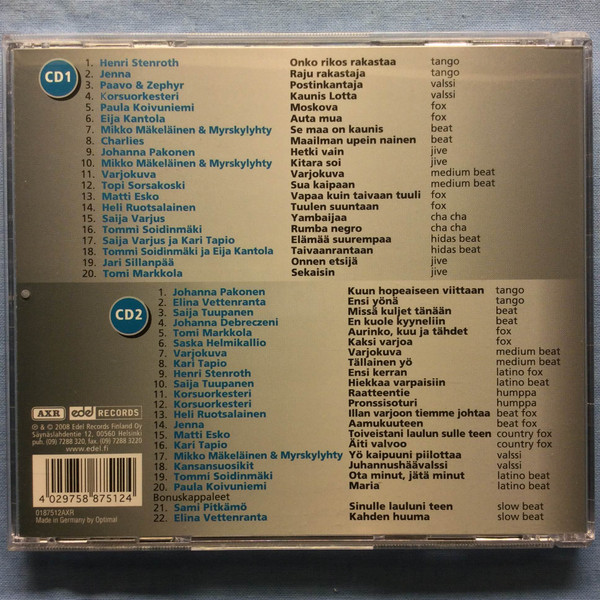 CD1
1. Henri Stenroth Onko rikos rakastaa tango
2. Jenna Raju rakastaja tango
3. Paavo & Zephyr Postinkantaja valssi
4. Korsuorkesteri Kaunis Lotta valssi
5. Paula Koivuniemi Moskova fox
6. Eija Kantola Auta mua fox
7. Mikko Mäkeläinen & Myrskylyhty Se maa on kaunis beat
8. Charlies Maailman upein nainen beat
9. Johanna Pakonen Hetki vain jive
10. Mikko Mäkeläinen & Myrskylyhty Kitara soi jive
11. Varjokuva Varjokuva medium beat
12. Topi Sorsakoski Sua kaipaan medium beat
13. Matti Esko Vapaa kuin taivaan tuuli fox
14. Heli Ruotsalainen Tuulen suuntaan fox
15. Saija Varjus Yambaijaa cha cha
16. Tommi Soidinmäki Rumba negro cha cha
17. Saija Varjus ja Kari Tapio Elämää suurempaa hidas beat
18. Tommi Soidinmäki ja Eija Kantola Taivaanrantaan hidas beat
19. Jari Sillanpää Onnen etsijä jive
20. Tomi Markkola Sekaisin jive
CD2
1. Johanna Pakonen Kuun hopeaiseen viittaan tango
2. Elina Vettenranta Ensi yönä tango
3. Saija Tuupanen Missä kuljet tänään beat
4. Johanna Debreczeni En kuole kyyneliin beat
5. Tomi Markkola Aurinko, kuu ja tähdet fox
6. Saska Helmikallio Kaksi varjoa fox
7. Varjokuva Varjokuva medium beat
8. Kari Tapio Tällainen yö medium beat
9. Henri Stenroth Ensi kerran latino fox
10. Saija Tuupanen Hiekkaa varpaisiin latino beat
11. Korsuorkesteri Raatteentie humppa
12. Korsuorkesteri Pronssisoturi humppa
13. Heli Ruotsalainen Illan varjoon tiemme johtaa beat fox
14. Jenna Aamukuuteen beat fox
15. Matti Esko Toiveistani laulun sulle teen country fox
16. Kari Tapio Äiti valvoo country fox
17. Mikko Mäkeläinen & Myrskylyhty Yö kaipuuni piilottaa valssi
18. Kansansuosikit Juhannushäävalssi valssi
19. Tommi Soidinmäki Ota minut, jätä minut latino beat
20. Paula Koivuniemi Maria latino beat
Bonuskappaleet
21. Sami Pitkämö Sinulle lauluni teen slow beat
22. Elina Vettenranta Kahden huuma slow beat
AXR edel RECORDS
℗ & © 2008 Edel Records Finland Oy
Säynäslahdentie 12, 00560 Helsinki
puh. (09) 7288 320, fax. (09) 7288 3220
www.edel.fi
4 029758 875124
0187512AXR
Made in Germany by Optimal